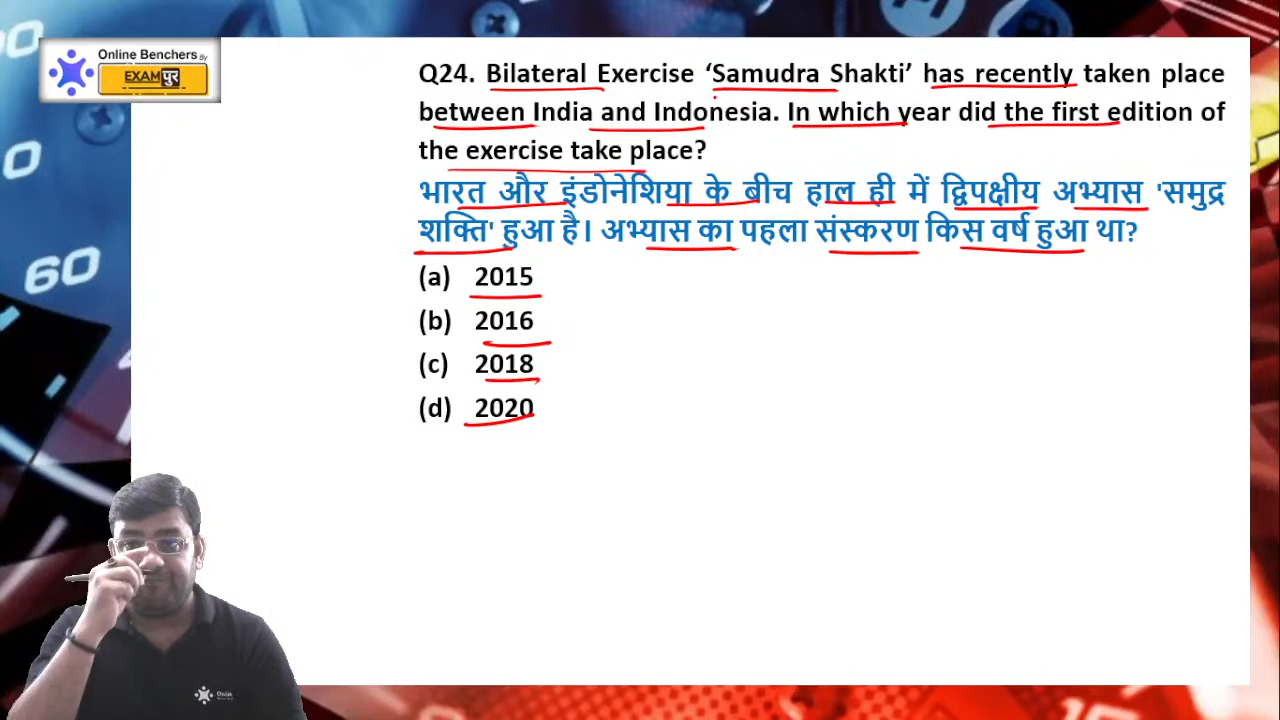 Online Benchers By
EXAMपुर
Q24. Bilateral Exercise ‘Samudra Shakti’ has recently taken place
between India and Indonesia. In which year did the first edition of
the exercise take place?
भारत और इंडोनेशिया के बीच हाल ही में द्विपक्षीय अभ्यास 'समुद्र
शक्ति' हुआ है। अभ्यास का पहला संस्करण किस वर्ष हुआ था?
(a) 2015
(b) 2016
(c) 2018
(d) 2020
60